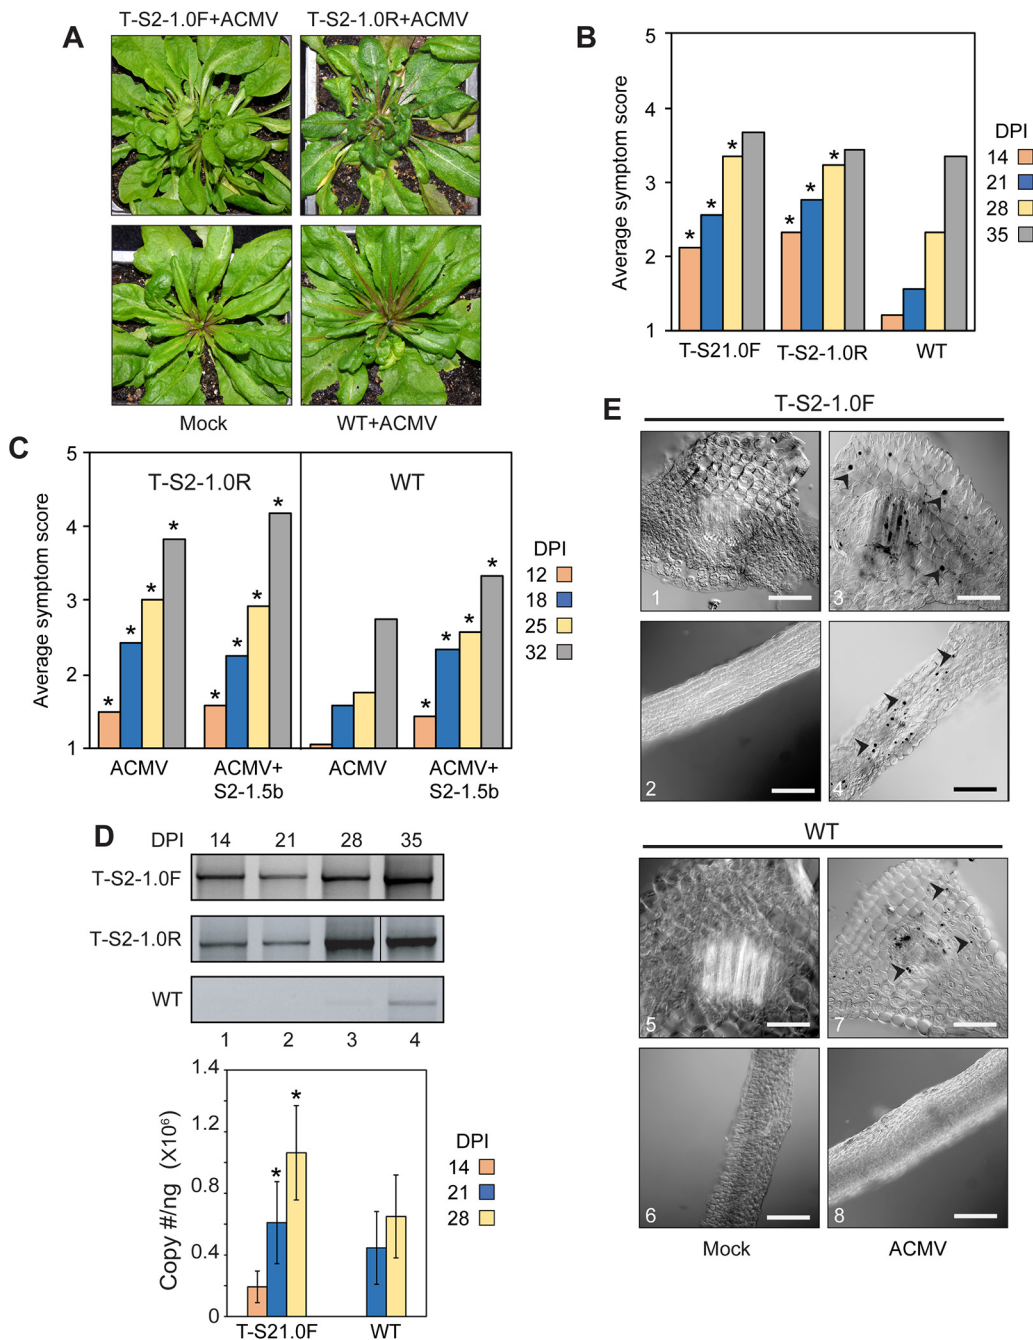 A
T-S2-1.0F+ACMV
T-S2-1.0R+ACMV
Mock
WT+ACMV
B
Average symptom score
5
4
3
2
1
* * *
* * *
T-S21.0F
T-S2-1.0R
WT
DPI
14
21
28
35
C
Average symptom score
5
4
3
2
1
T-S2-1.0R
WT
* * * *
* * * *
* * * *
ACMV
ACMV+
S2-1.5b
ACMV
ACMV+
S2-1.5b
DPI
12
18
25
32
D
DPI 14 21 28 35
T-S2-1.0F
T-S2-1.0R
WT
1 2 3 4
Copy #/ng (X10⁶)
1.4
1.2
0.8
0.4
0
* *
T-S21.0F
WT
DPI
14
21
28
E
T-S2-1.0F
1
3
2
4
WT
5
7
6
8
Mock
ACMV